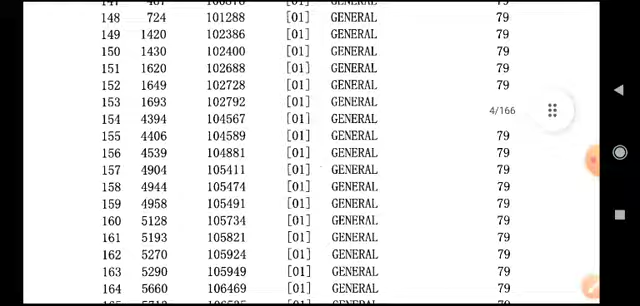 148 724 101288 [01] GENERAL 79
149 1420 102386 [01] GENERAL 79
150 1430 102400 [01] GENERAL 79
151 1620 102688 [01] GENERAL 79
152 1649 102728 [01] GENERAL 79
153 1693 102792 [01] GENERAL
4/166
154 4394 104567 [01] GENERAL
155 4406 104589 [01] GENERAL 79
156 4539 104881 [01] GENERAL 79
157 4904 105411 [01] GENERAL 79
158 4944 105474 [01] GENERAL 79
159 4958 105491 [01] GENERAL 79
160 5128 105734 [01] GENERAL 79
161 5193 105821 [01] GENERAL 79
162 5270 105924 [01] GENERAL 79
163 5290 105949 [01] GENERAL 79
164 5660 106469 [01] GENERAL 79